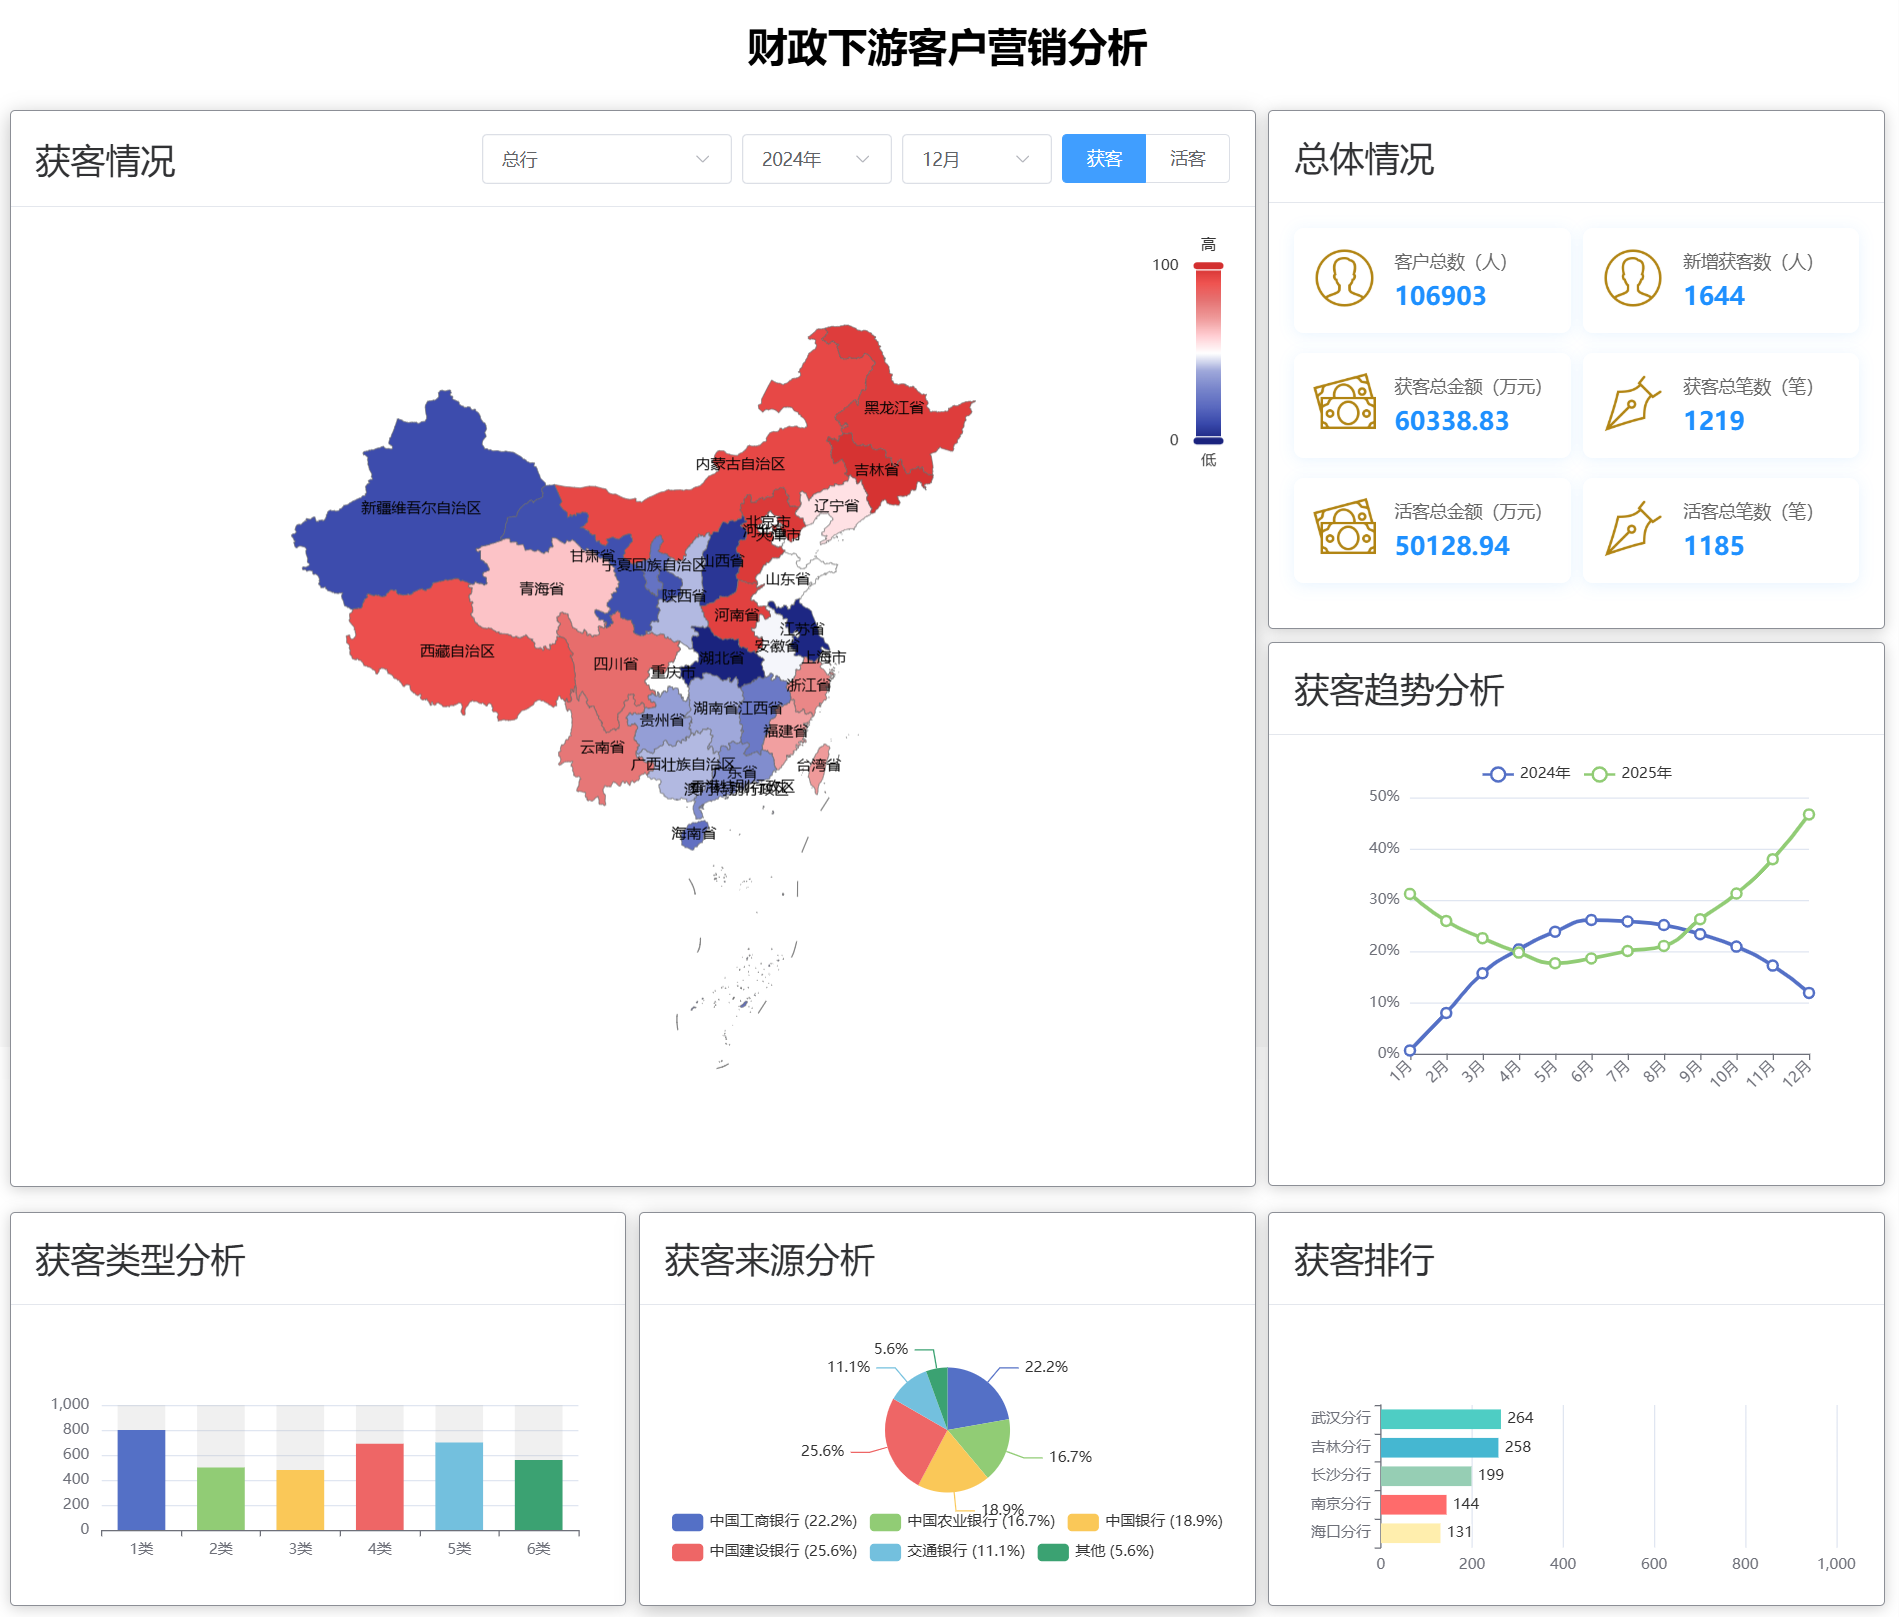 财政下游客户营销分析
获客情况
总行
2024年
12月
获客
活客
高
100
0
低
黑龙江省
内蒙古自治区
吉林省
新疆维吾尔自治区
辽宁省
北京市
河北省
天津市
甘肃省
宁夏回族自治区
山西省
山东省
青海省
陕西省
河南省
江苏省
安徽省
西藏自治区
四川省
湖北省
上海市
重庆市
浙江省
湖南省
江西省
贵州省
福建省
云南省
广西壮族自治区
广东省
台湾省
香港特别行政区
澳门特别行政区
海南省
总体情况
客户总数（人）
106903
新增获客数（人）
1644
获客总金额（万元）
60338.83
获客总笔数（笔）
1219
活客总金额（万元）
50128.94
活客总笔数（笔）
1185
获客趋势分析
2024年
2025年
50%
40%
30%
20%
10%
0%
1月
2月
3月
4月
5月
6月
7月
8月
9月
10月
11月
12月
获客类型分析
1,000
800
600
400
200
0
1类
2类
3类
4类
5类
6类
获客来源分析
5.6%
11.1%
22.2%
25.6%
16.7%
18.9%
中国工商银行 (22.2%)
中国农业银行 (16.7%)
中国银行 (18.9%)
中国建设银行 (25.6%)
交通银行 (11.1%)
其他 (5.6%)
获客排行
武汉分行
264
吉林分行
258
长沙分行
199
南京分行
144
海口分行
131
0
200
400
600
800
1,000